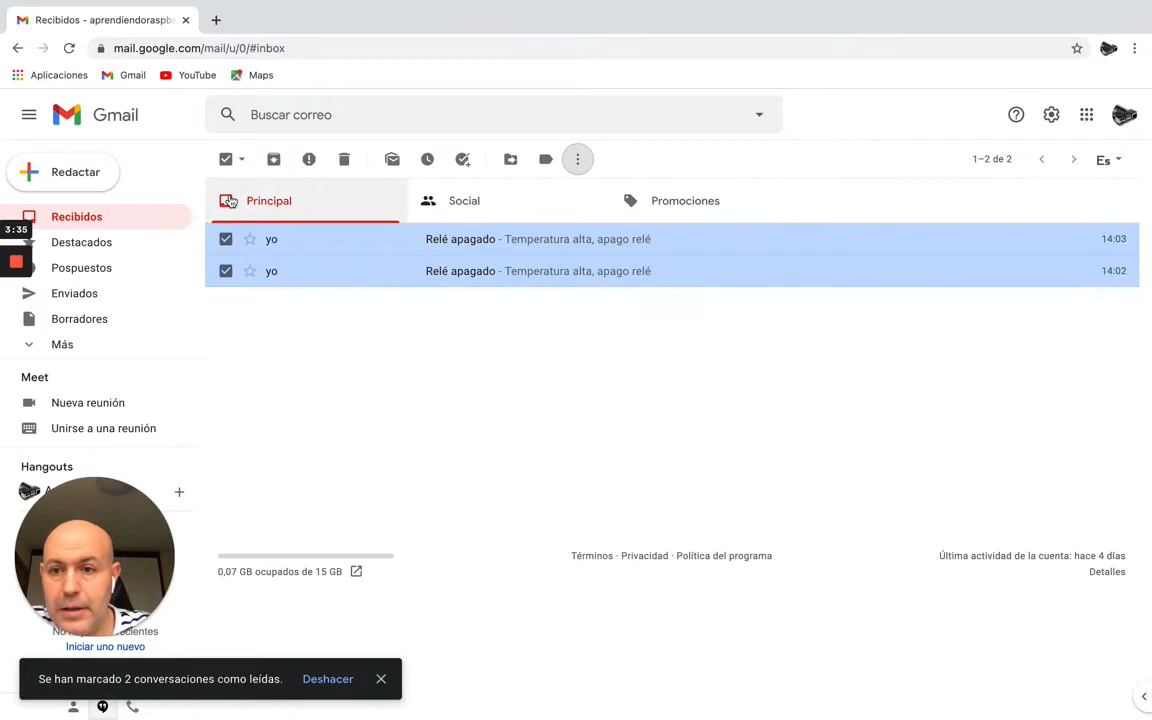 Recibidos - aprendiendoraspbe
mail.google.com/mail/u/0/#inbox
Aplicaciones
Gmail
YouTube
Maps
Gmail
Buscar correo
Redactar
1–2 de 2
Es
Principal
Social
Promociones
Recibidos
3:35
Destacados
Pospuestos
Enviados
Borradores
Más
yo
Relé apagado - Temperatura alta, apago relé
14:03
yo
Relé apagado - Temperatura alta, apago relé
14:02
Meet
Nueva reunión
Unirse a una reunión
Hangouts
Términos · Privacidad · Política del programa
Última actividad de la cuenta: hace 4 días
0,07 GB ocupados de 15 GB
Detalles
Iniciar uno nuevo
Se han marcado 2 conversaciones como leídas.
Deshacer